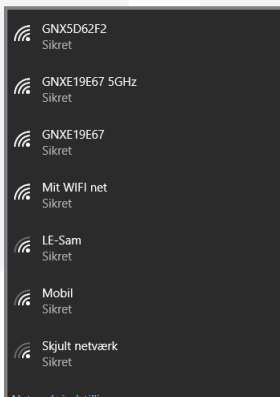 GNX5D62F2
Sikret
GNXE19E67 5GHz
Sikret
GNXE19E67
Sikret
Mit WIFI net
Sikret
LE-Sam
Sikret
Mobil
Sikret
Skjult netværk
Sikret